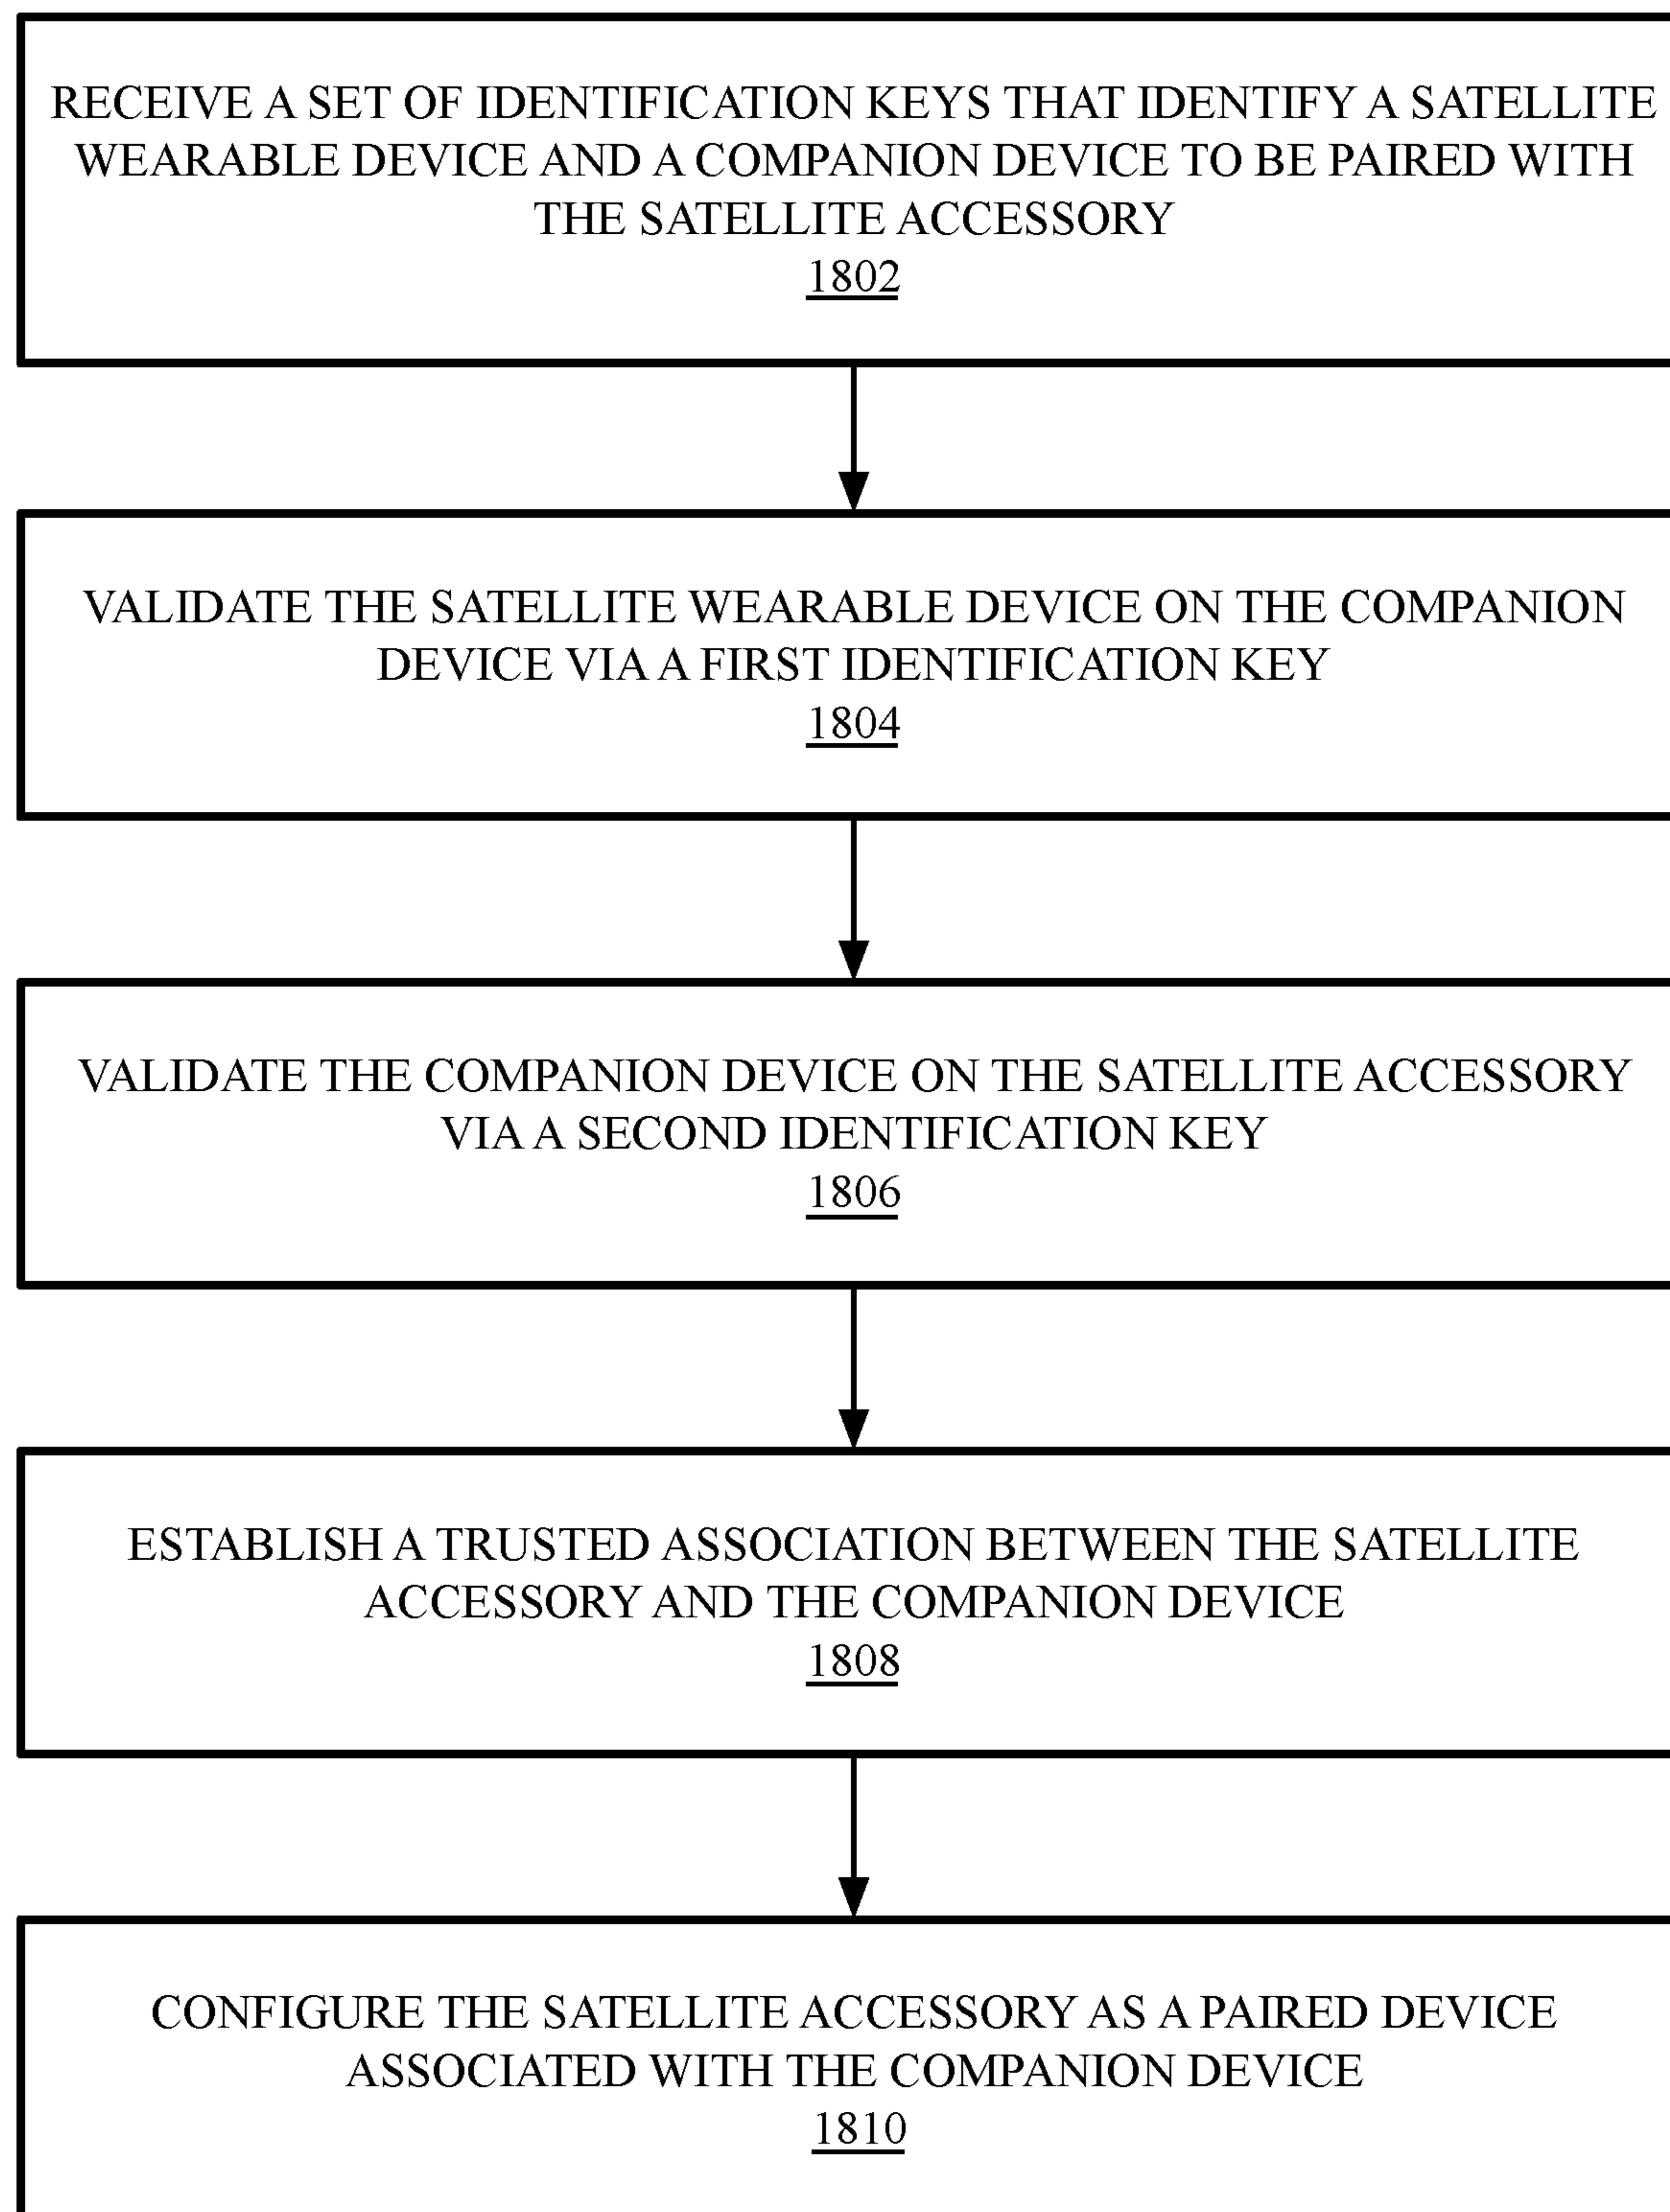 RECEIVE A SET OF IDENTIFICATION KEYS THAT IDENTIFY A SATELLITE
WEARABLE DEVICE AND A COMPANION DEVICE TO BE PAIRED WITH
THE SATELLITE ACCESSORY
1802
VALIDATE THE SATELLITE WEARABLE DEVICE ON THE COMPANION
DEVICE VIA A FIRST IDENTIFICATION KEY
1804
VALIDATE THE COMPANION DEVICE ON THE SATELLITE ACCESSORY
VIA A SECOND IDENTIFICATION KEY
1806
ESTABLISH A TRUSTED ASSOCIATION BETWEEN THE SATELLITE
ACCESSORY AND THE COMPANION DEVICE
1808
CONFIGURE THE SATELLITE ACCESSORY AS A PAIRED DEVICE
ASSOCIATED WITH THE COMPANION DEVICE
1810